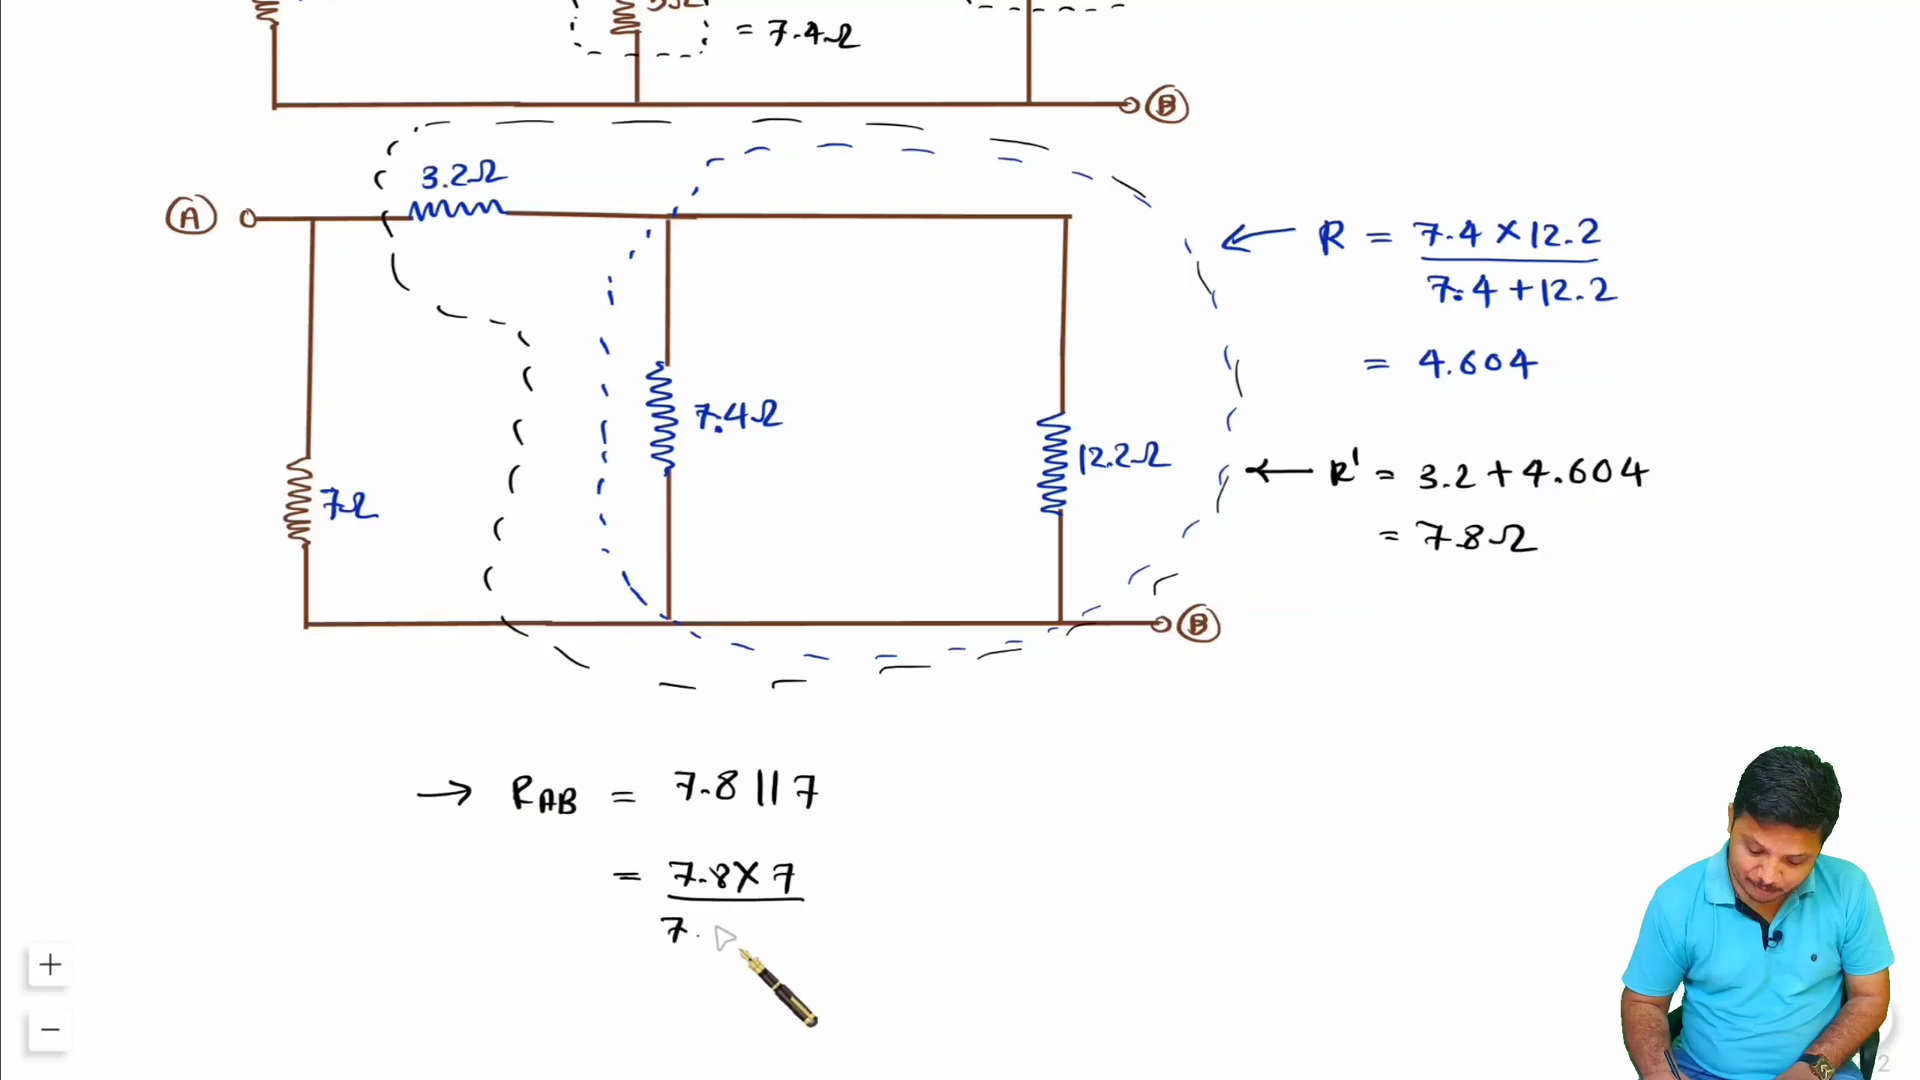 = 7.4Ω
B
3.2Ω
A
R = 7.4 × 12.2
7.4 + 12.2
= 4.604
7.4Ω
12.2Ω
R' = 3.2 + 4.604
7Ω
= 7.8Ω
B
→ RAB = 7.8 || 7
= 7.8 × 7
7.
+
−
2